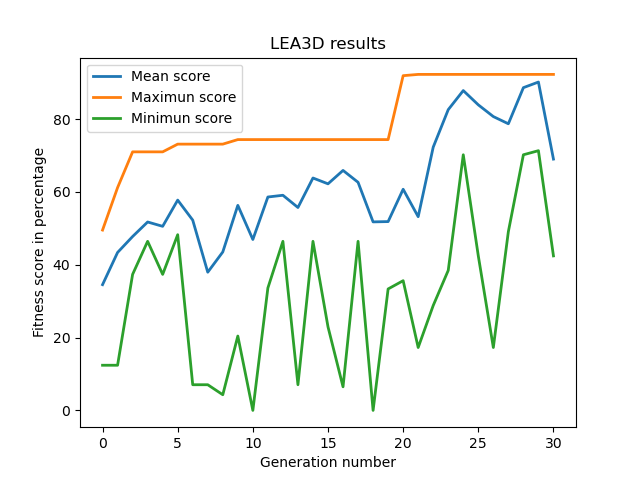 LEA3D results
Mean score
Maximun score
Minimun score
Fitness score in percentage
80
60
40
20
0
0 5 10 15 20 25 30
Generation number